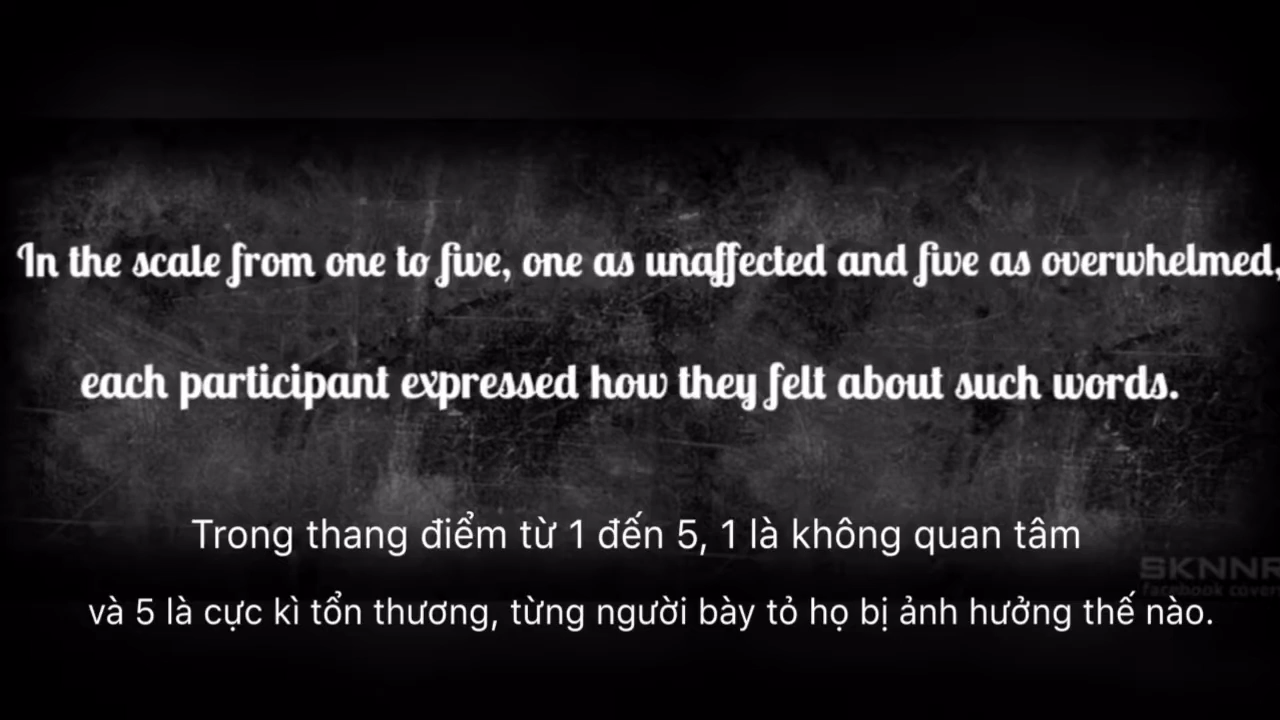 In the scale from one to five, one as unaffected and five as overwhelmed,
each participant expressed how they felt about such words.
Trong thang điểm từ 1 đến 5, 1 là không quan tâm
và 5 là cực kì tổn thương, từng người bày tỏ họ bị ảnh hưởng thế nào.
SKNNR
facebook cover